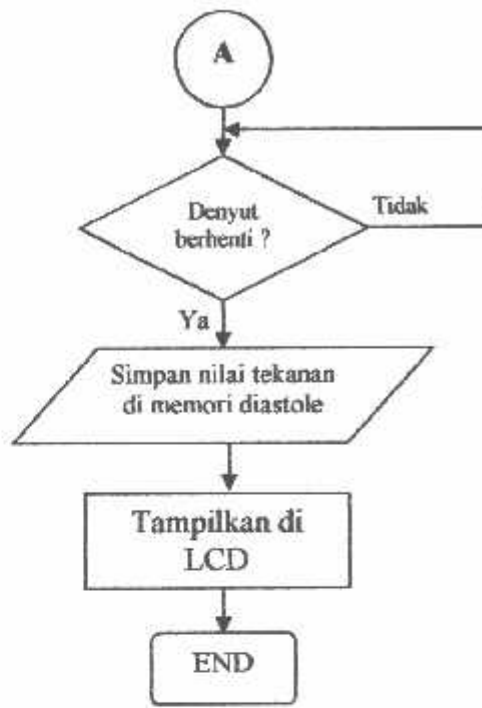 A
Denyut
berhenti ?
Tidak
Ya
Simpan nilai tekanan
di memori diastole
Tampilkan di
LCD
END